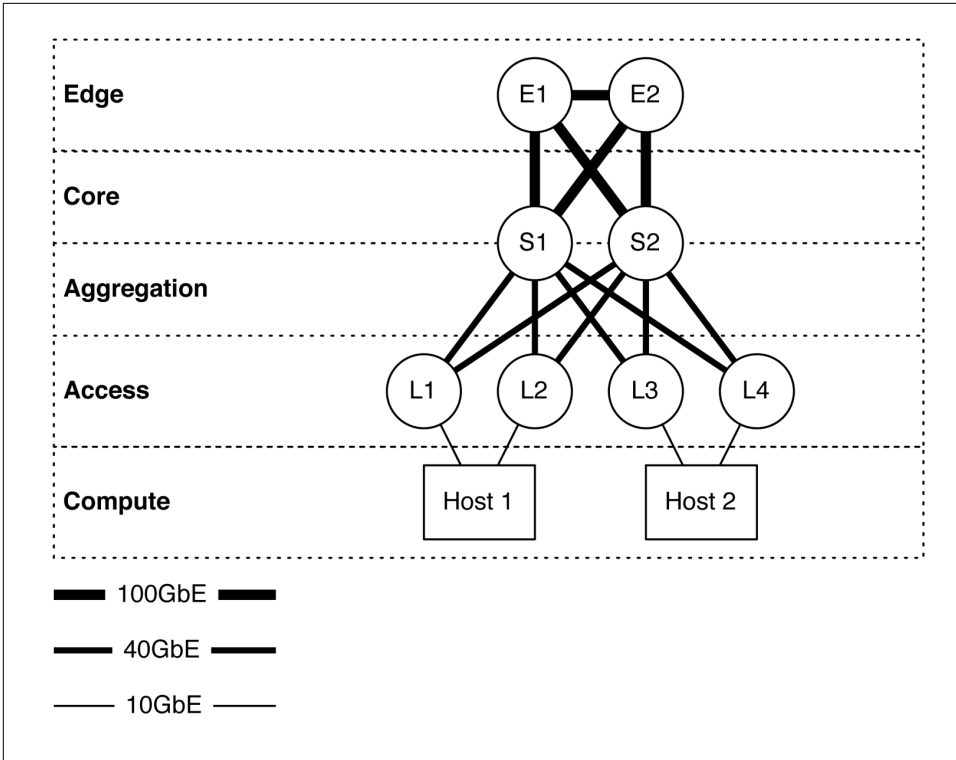 Edge
E1
E2
Core
S1
S2
Aggregation
Access
L1
L2
L3
L4
Compute
Host 1
Host 2
100GbE
40GbE
10GbE